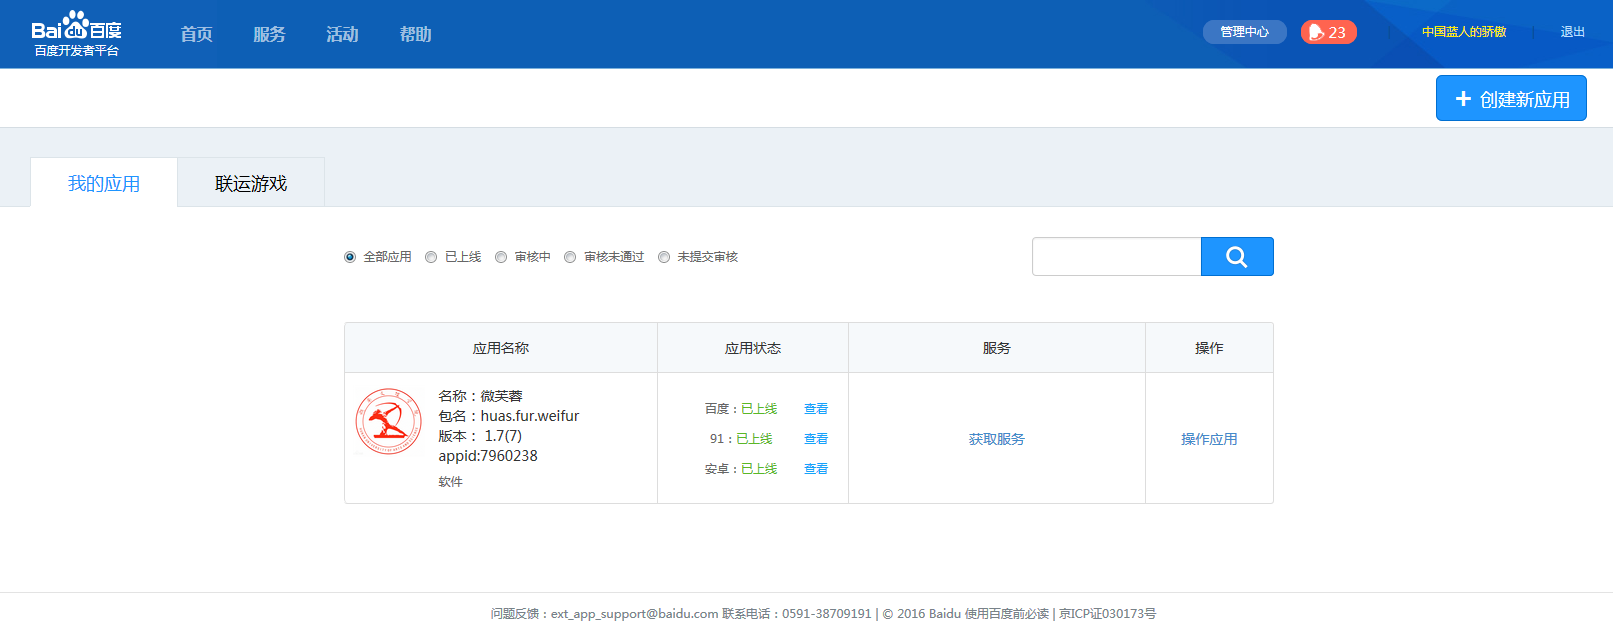 Bai du 百度
百度开发者平台
首页 服务 活动 帮助
管理中心 23 中国蓝人的骄傲 退出
+ 创建新应用
我的应用 联运游戏
全部应用 已上线 审核中 审核未通过 未提交审核
应用名称 应用状态 服务 操作
名称：微芙蓉
包名：huas.fur.weifur
版本： 1.7(7)
appid:7960238
软件
百度：已上线 查看
91：已上线 查看
安卓：已上线 查看
获取服务
操作应用
问题反馈：ext_app_support@baidu.com 联系电话：0591-38709191 | © 2016 Baidu 使用百度前必读 | 京ICP证030173号